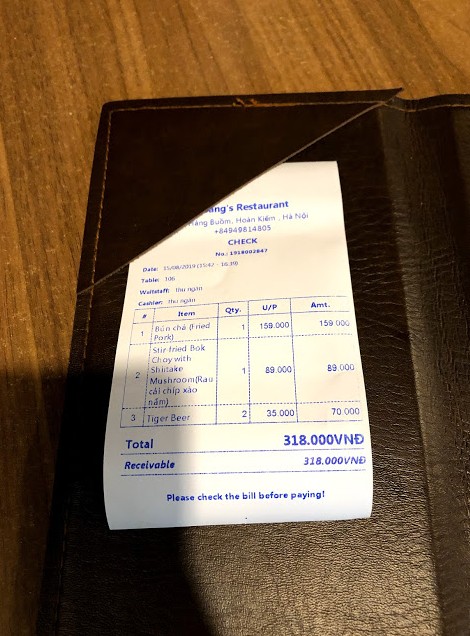 ang's Restaurant
Hàng Buồm, Hoàn Kiếm , Hà Nội
+84949814805
CHECK
No.: 1918002847
Date: 15/08/2019 (15:47 - 16:39)
Table: 106
Waitstaff: Thu ngân
Cashier: Thu ngân
# Item Qty. U/P Amt.
1 Bún chả (Fried Pork) 1 159.000 159.000
2 Stir fried Bok Choy with Shiitake Mushroom(Rau cải chíp xào nấm) 1 89.000 89.000
3 Tiger Beer 2 35.000 70.000
Total 318.000VNĐ
Receivable 318.000VNĐ
Please check the bill before paying!